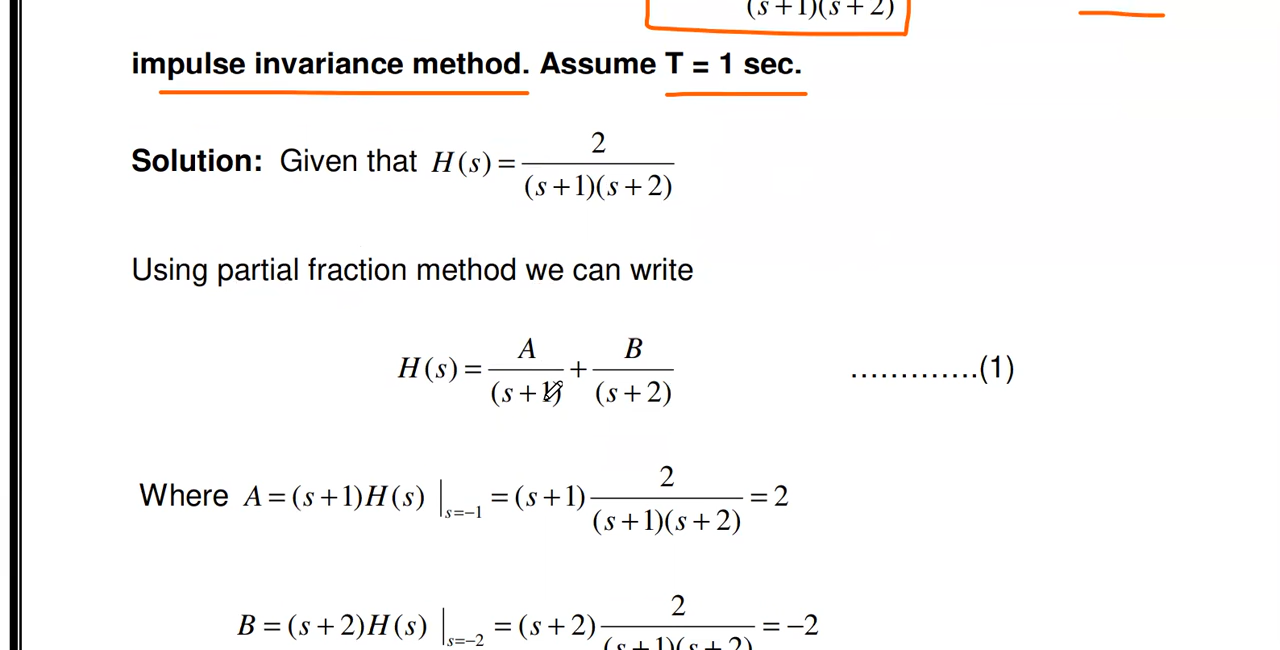 (s+1)(s+2)
impulse invariance method. Assume T = 1 sec.
Solution: Given that H(s) = 2 / (s+1)(s+2)
Using partial fraction method we can write
H(s) = A / (s+1) + B / (s+2) .............(1)
Where A = (s+1)H(s) |s=−1 = (s+1) 2 / (s+1)(s+2) = 2
B = (s+2)H(s) |s=−2 = (s+2) 2 / (s+1)(s+2) = −2